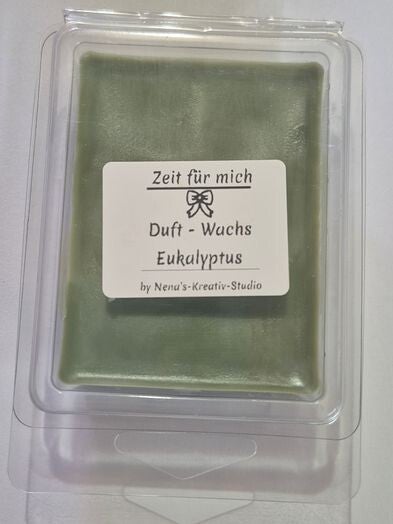 Zeit für mich
Duft - Wachs
Eukalyptus
by Nena's-Kreativ-Studio